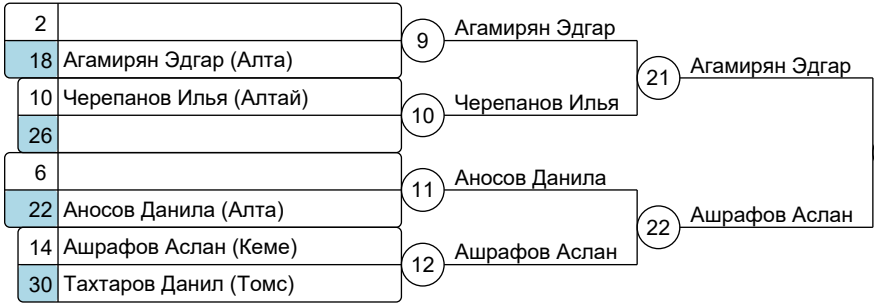 2
18 Агамирян Эдгар (Алта)
9 Агамирян Эдгар
10 Черепанов Илья (Алтай)
26
10 Черепанов Илья
21 Агамирян Эдгар
6
22 Аносов Данила (Алта)
11 Аносов Данила
14 Ашрафов Аслан (Кеме)
30 Тахтаров Данил (Томс)
12 Ашрафов Аслан
22 Ашрафов Аслан